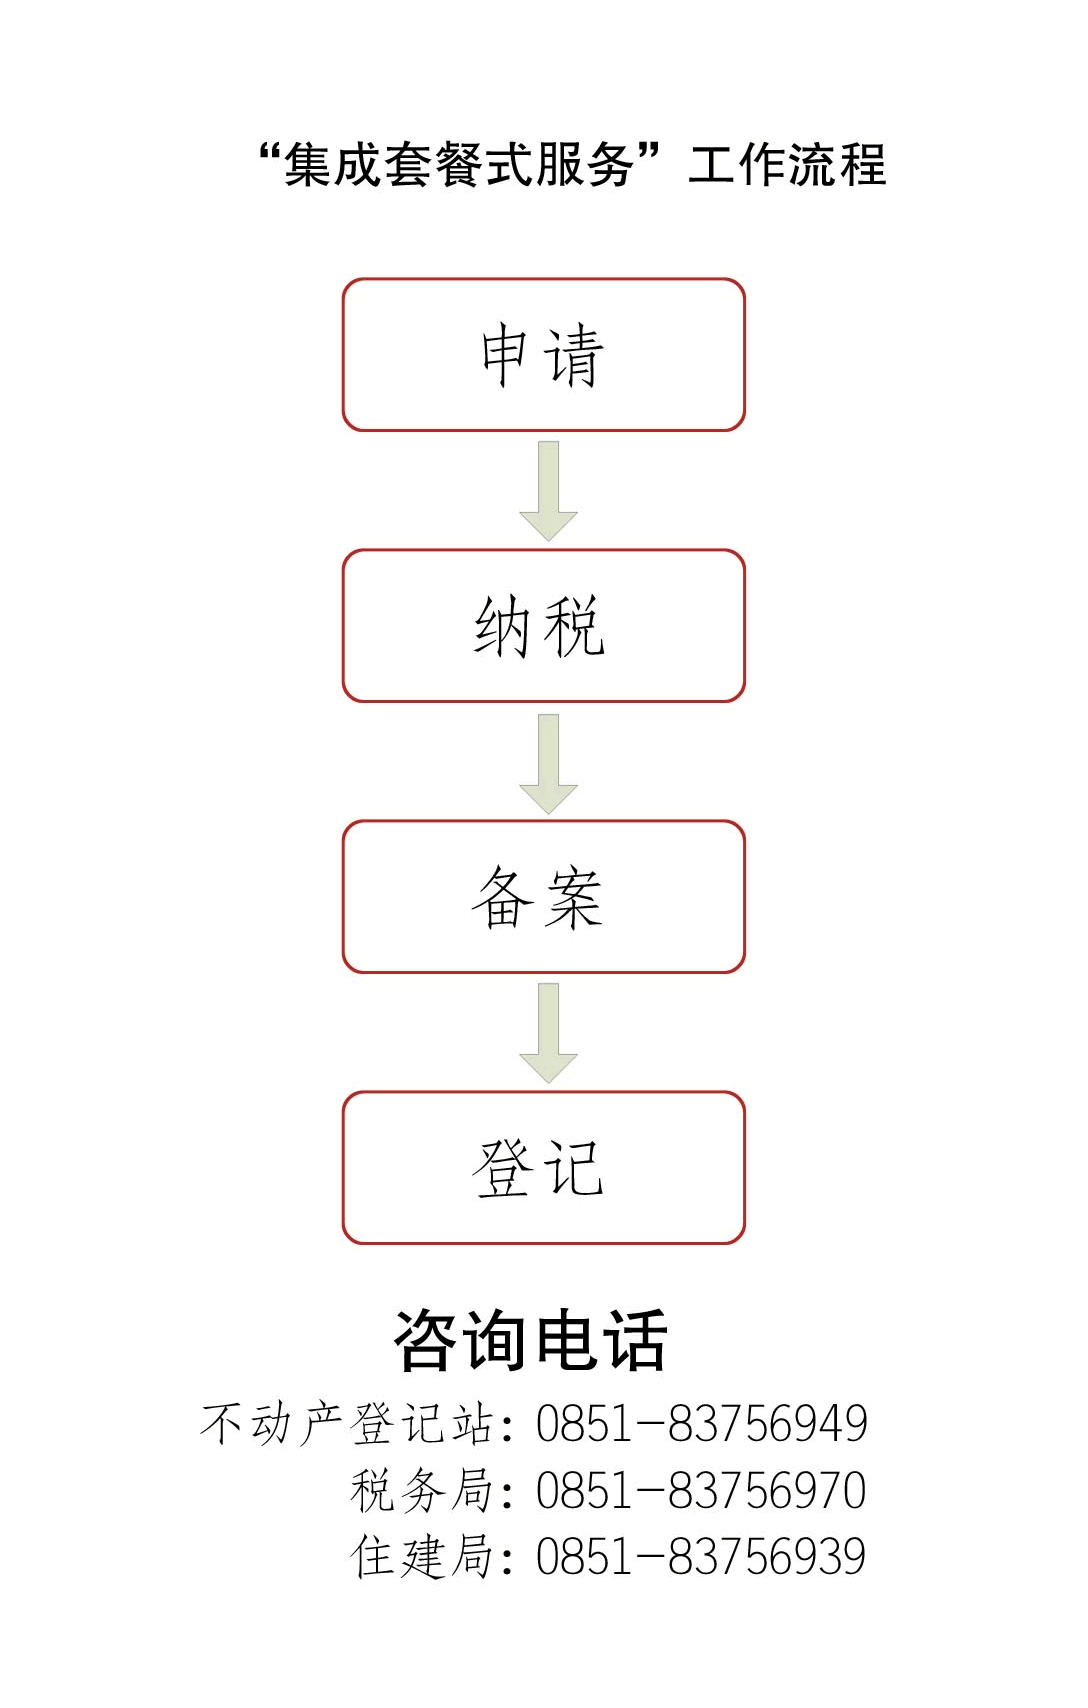 “集成套餐式服务”工作流程
申请
纳税
备案
登记
咨询电话
不动产登记站：0851-83756949
税务局：0851-83756970
住建局：0851-83756939